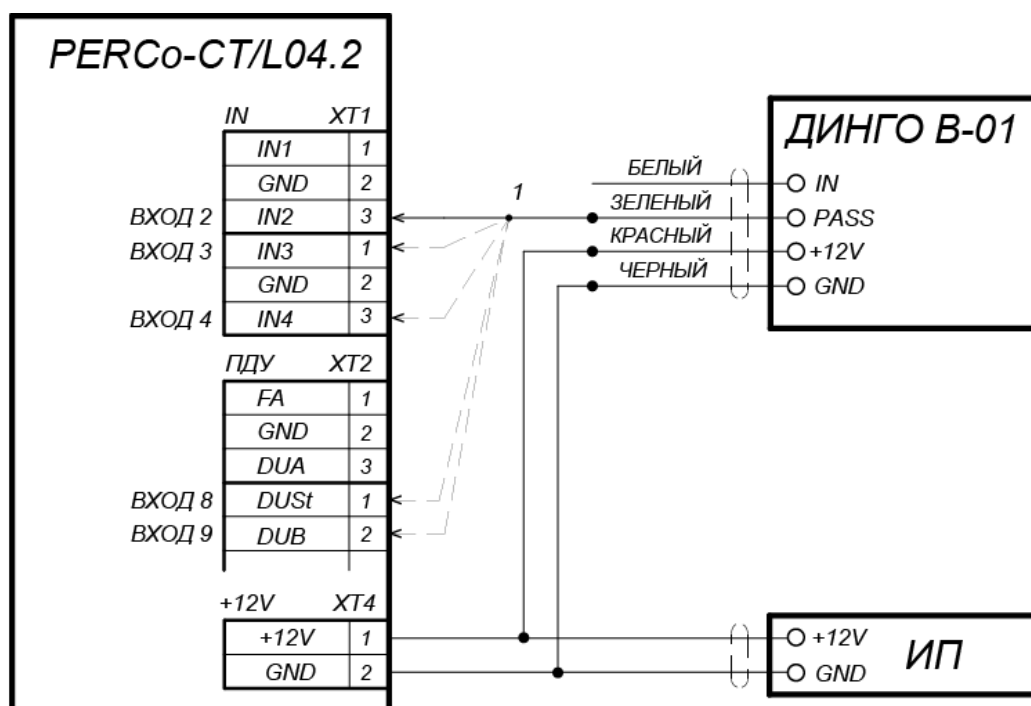 PERCo-CT/L04.2
IN XT1
IN1 1
GND 2
ВХОД 2 IN2 3
ВХОД 3 IN3 1
GND 2
ВХОД 4 IN4 3
ПДУ XT2
FA 1
GND 2
DUA 3
ВХОД 8 DUSt 1
ВХОД 9 DUB 2
+12V XT4
+12V 1
GND 2
1
БЕЛЫЙ
ЗЕЛЕНЫЙ
КРАСНЫЙ
ЧЕРНЫЙ
ДИНГО В-01
IN
PASS
+12V
GND
ИП
+12V
GND